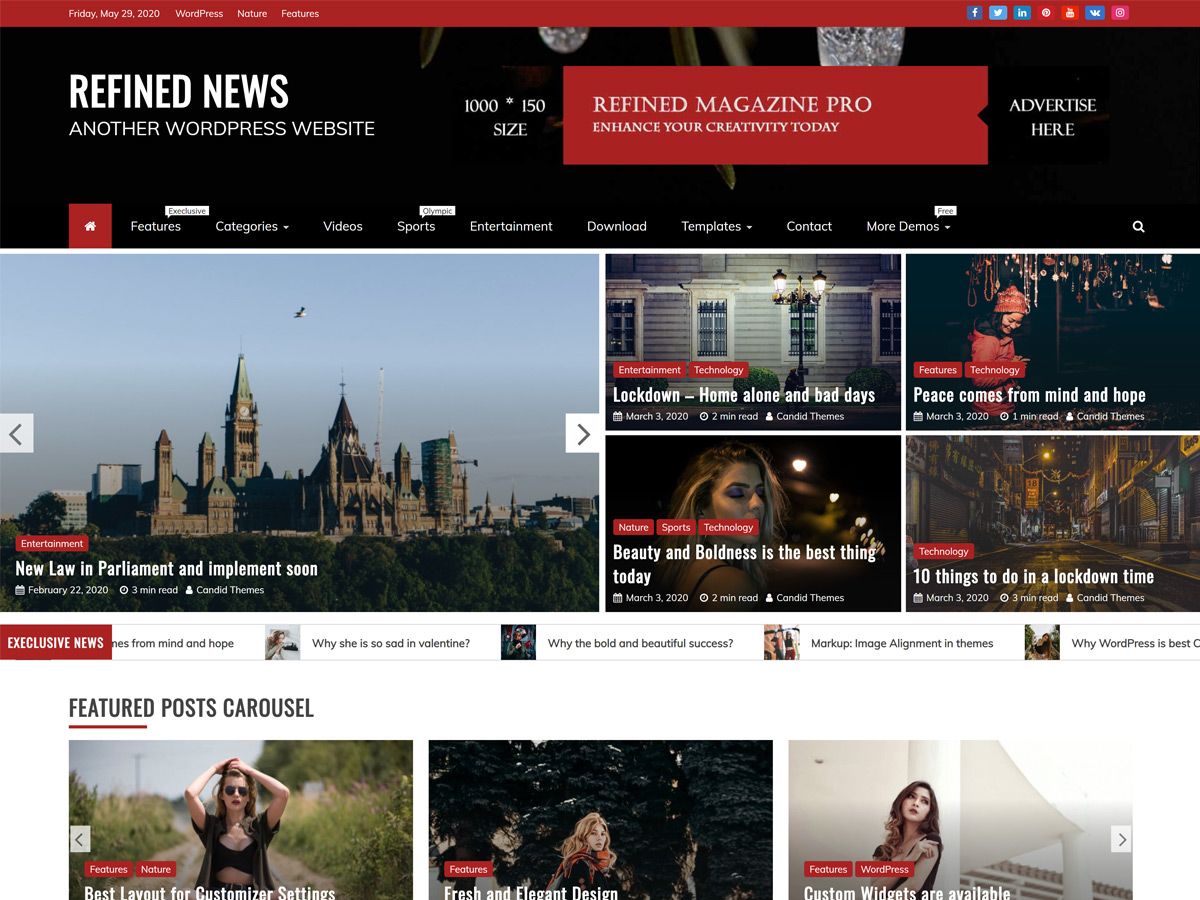 Friday, May 29, 2020 WordPress Nature Features
REFINED NEWS
ANOTHER WORDPRESS WEBSITE
1000 * 150
SIZE
REFINED MAGAZINE PRO
ENHANCE YOUR CREATIVITY TODAY
ADVERTISE
HERE
Execlusive Olympic Free
Features Categories Videos Sports Entertainment Download Templates Contact More Demos
Entertainment
New Law in Parliament and implement soon
February 22, 2020 3 min read Candid Themes
Entertainment Technology
Lockdown – Home alone and bad days
March 3, 2020 2 min read Candid Themes
Features Technology
Peace comes from mind and hope
March 3, 2020 1 min read Candid Themes
Nature Sports Technology
Beauty and Boldness is the best thing
today
March 3, 2020 2 min read Candid Themes
Technology
10 things to do in a lockdown time
March 3, 2020 3 min read Candid Themes
EXECLUSIVE NEWS mes from mind and hope Why she is so sad in valentine? Why the bold and beautiful success? Markup: Image Alignment in themes Why WordPress is best C
FEATURED POSTS CAROUSEL
Features Nature
Best Layout for Customizer Settings
Features
Fresh and Elegant Design
Features WordPress
Custom Widgets are available